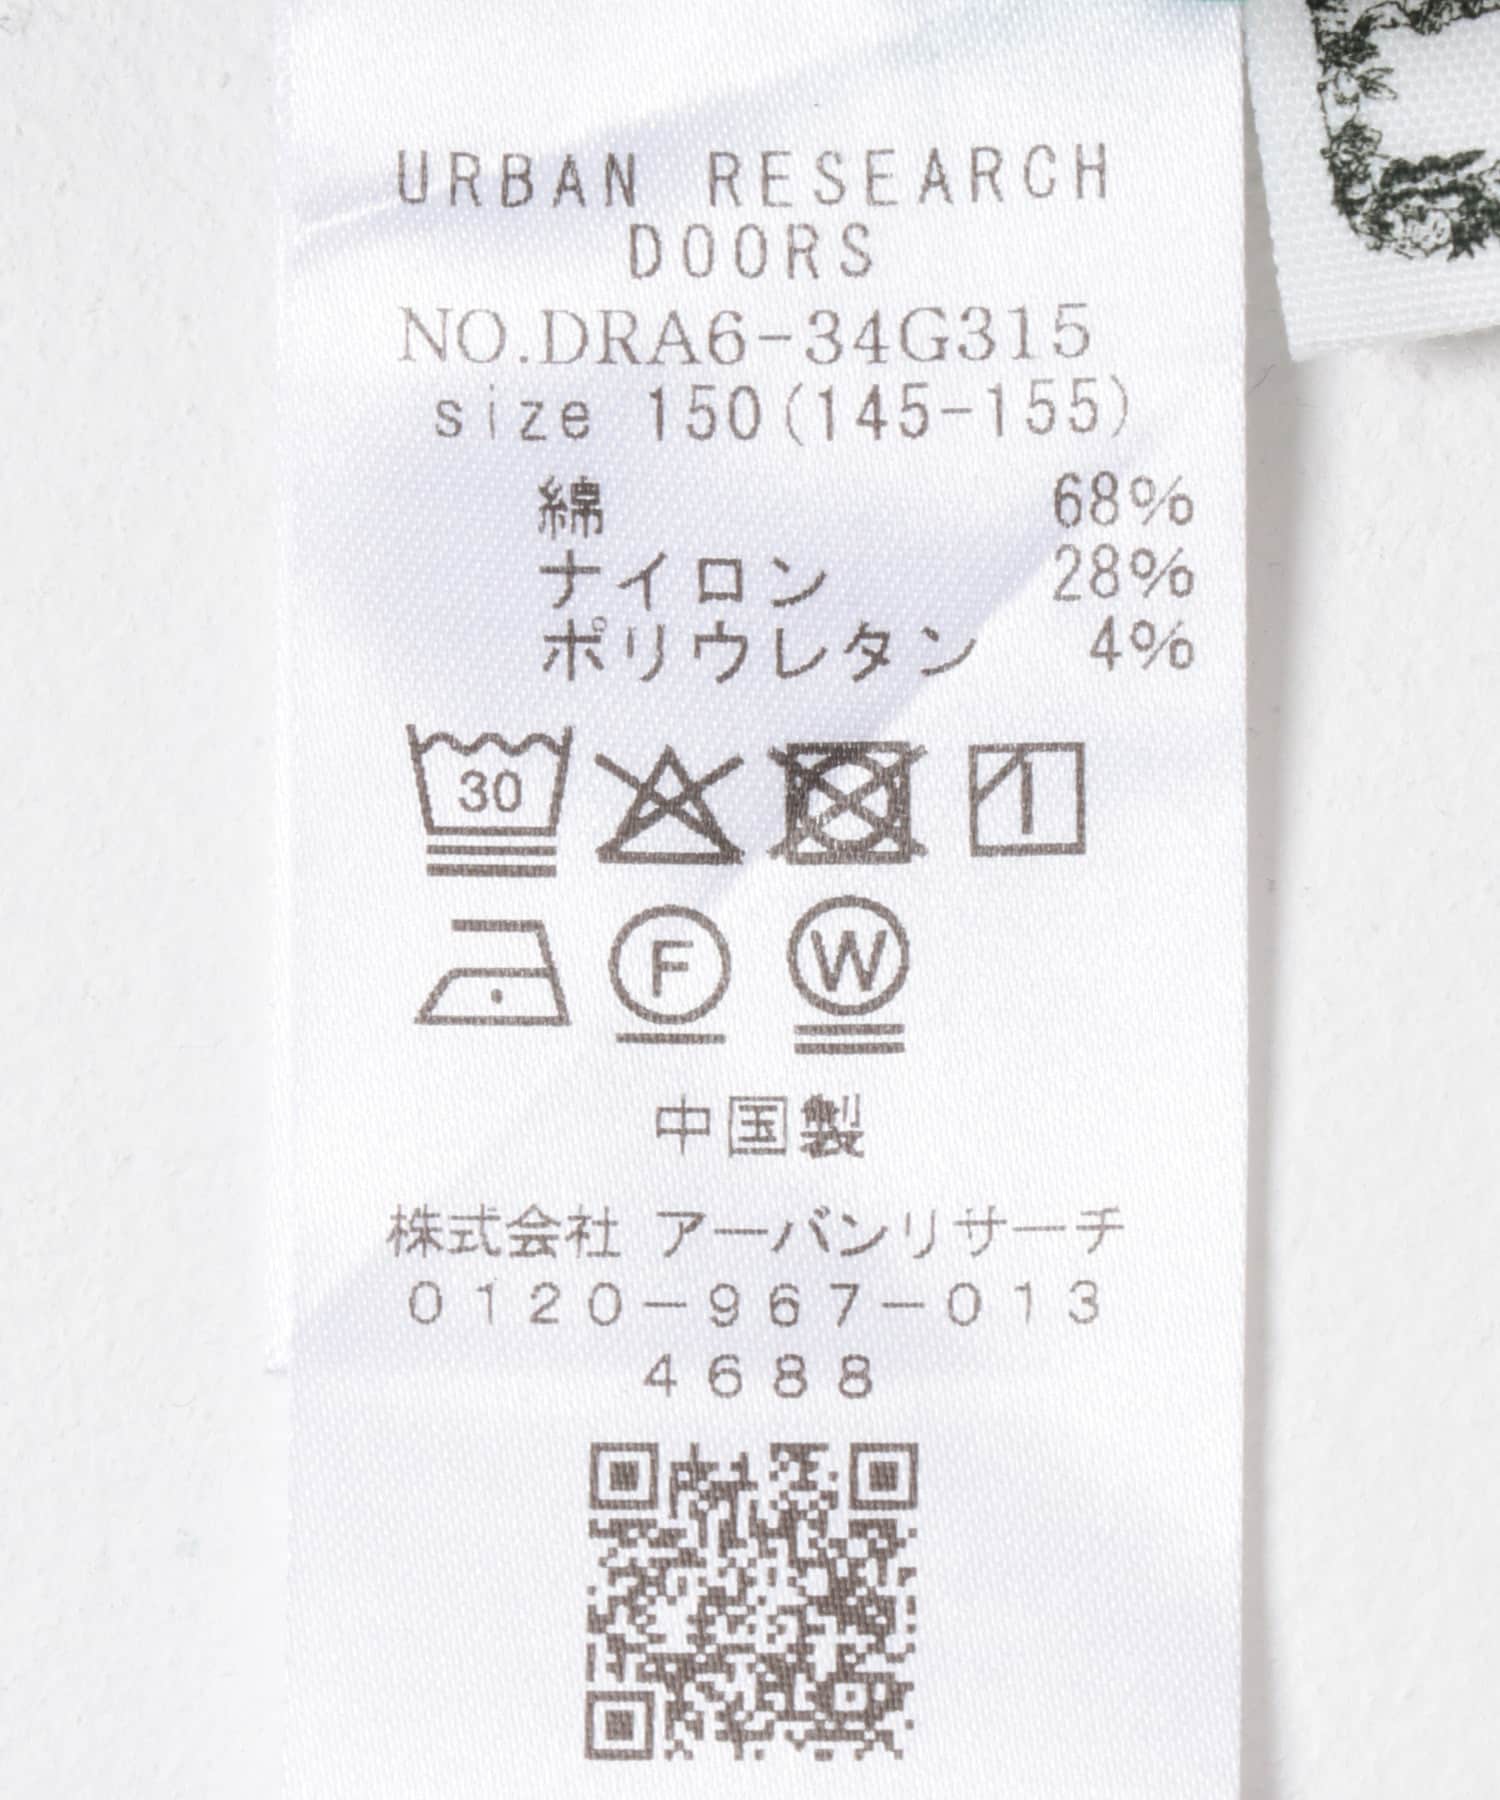 URBAN RESEARCH
DOORS
NO.DRA6-34G315
size 150(145-155)
綿 68%
ナイロン 28%
ポリウレタン 4%
30
F W
中国製
株式会社 アーバンリサーチ
0120-967-013
4688